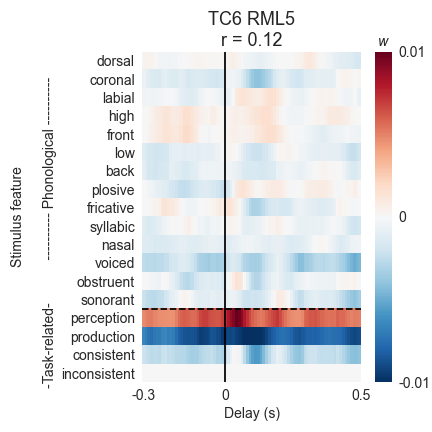 TC6 RML5
r = 0.12
w
dorsal
coronal
labial
high
front
low
back
plosive
fricative
syllabic
nasal
voiced
obstruent
sonorant
perception
production
consistent
inconsistent
Stimulus feature
---------- Phonological ----------
-Task-related-
0.01
0
-0.01
-0.3
0
0.5
Delay (s)